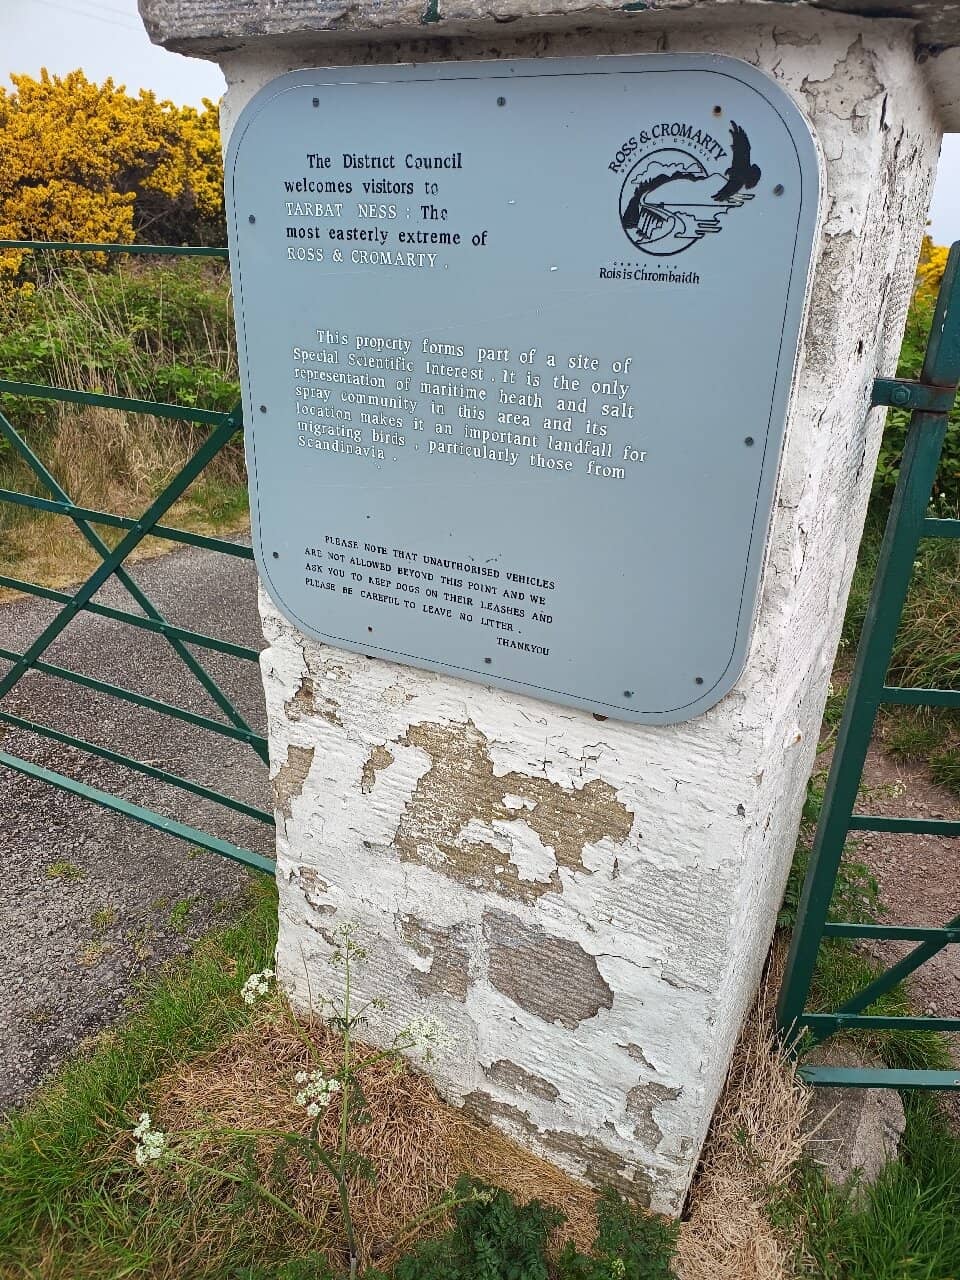 The District Council
welcomes visitors to
TARBAT NESS : The
most easterly extreme of
ROSS & CROMARTY .
ROSS & CROMARTY
DISTRICT COUNCIL
Rois is Chrombaidh
This property forms part of a site of
Special Scientific Interest . It is the only
representation of maritime heath and salt
spray community in this area and its
location makes it an important landfall for
migrating birds , particularly those from
Scandinavia .
PLEASE NOTE THAT UNAUTHORISED VEHICLES
ARE NOT ALLOWED BEYOND THIS POINT AND WE
ASK YOU TO KEEP DOGS ON THEIR LEASHES AND
PLEASE BE CAREFUL TO LEAVE NO LITTER .
THANKYOU